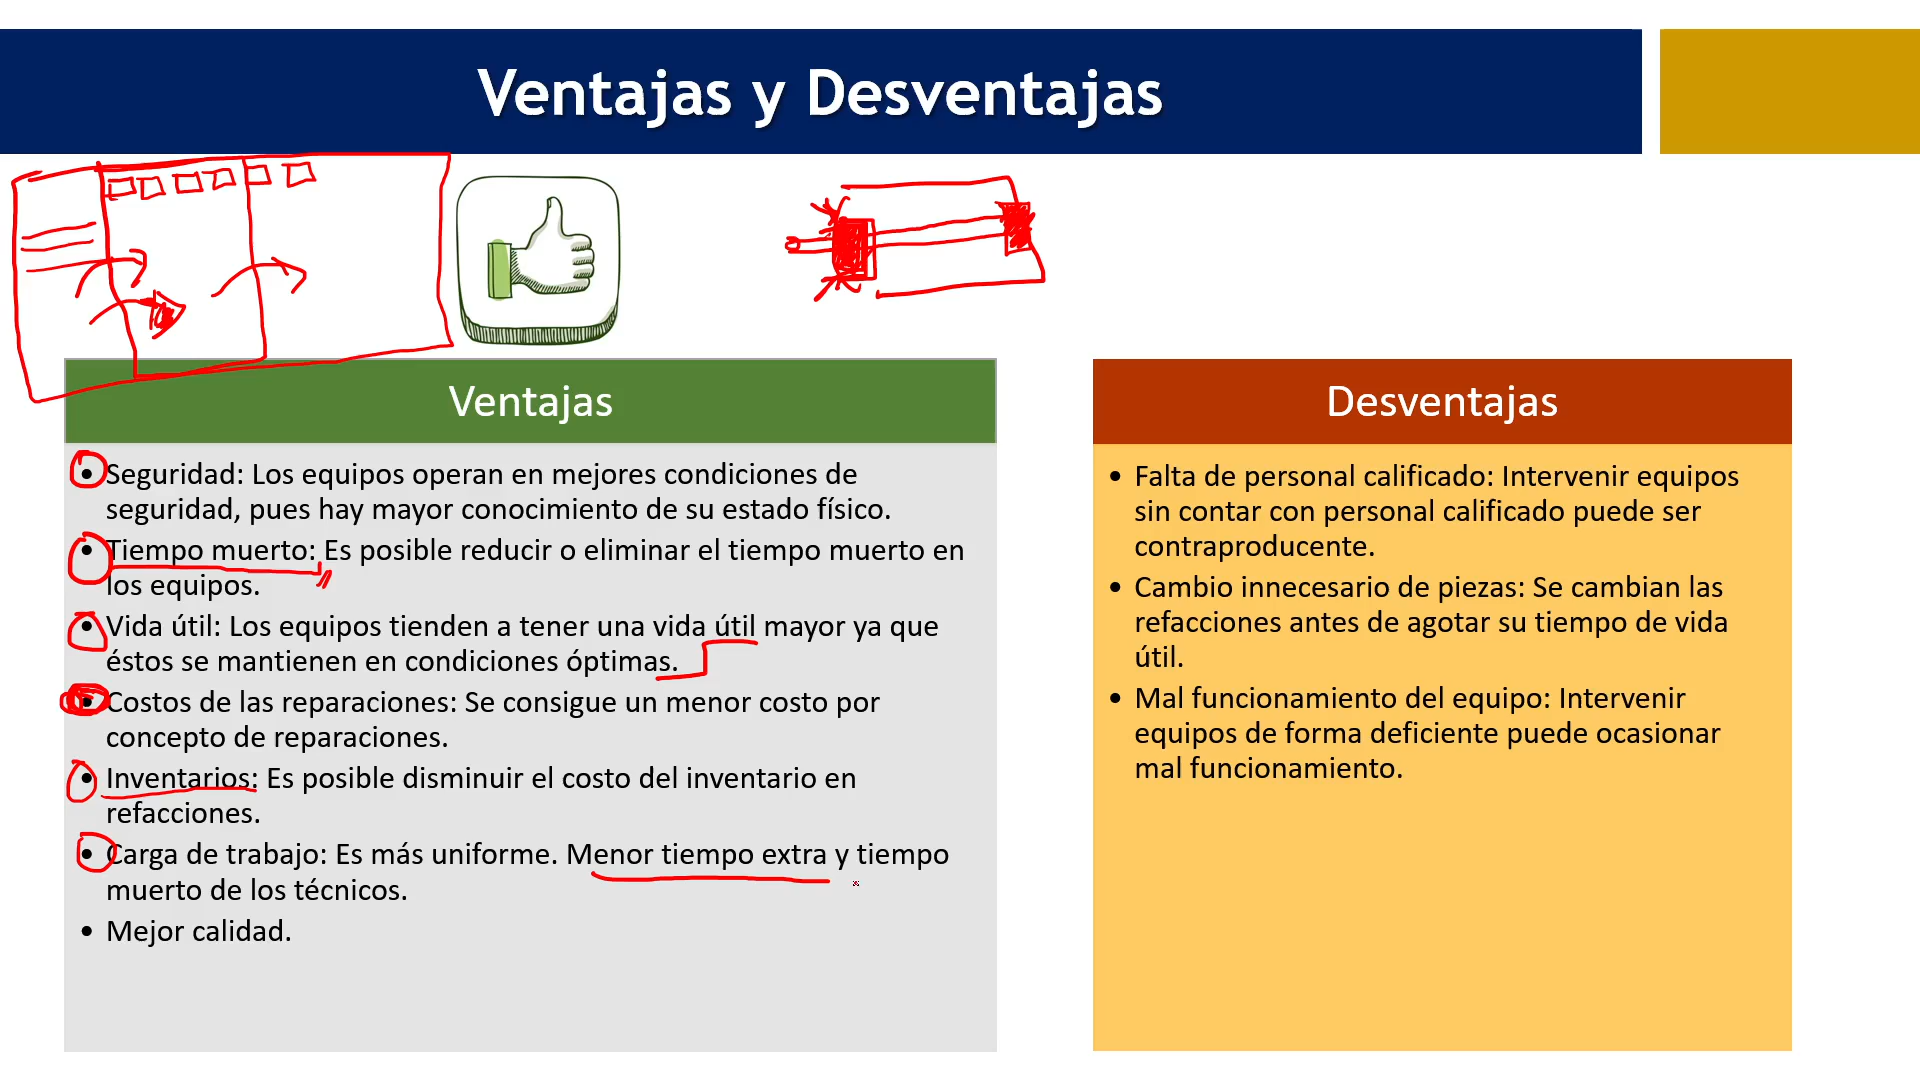 Ventajas y Desventajas
Ventajas
• Seguridad: Los equipos operan en mejores condiciones de
seguridad, pues hay mayor conocimiento de su estado físico.
• Tiempo muerto: Es posible reducir o eliminar el tiempo muerto en
los equipos.
• Vida útil: Los equipos tienden a tener una vida útil mayor ya que
éstos se mantienen en condiciones óptimas.
• Costos de las reparaciones: Se consigue un menor costo por
concepto de reparaciones.
• Inventarios: Es posible disminuir el costo del inventario en
refacciones.
• Carga de trabajo: Es más uniforme. Menor tiempo extra y tiempo
muerto de los técnicos.
• Mejor calidad.
Desventajas
• Falta de personal calificado: Intervenir equipos
sin contar con personal calificado puede ser
contraproducente.
• Cambio innecesario de piezas: Se cambian las
refacciones antes de agotar su tiempo de vida
útil.
• Mal funcionamiento del equipo: Intervenir
equipos de forma deficiente puede ocasionar
mal funcionamiento.